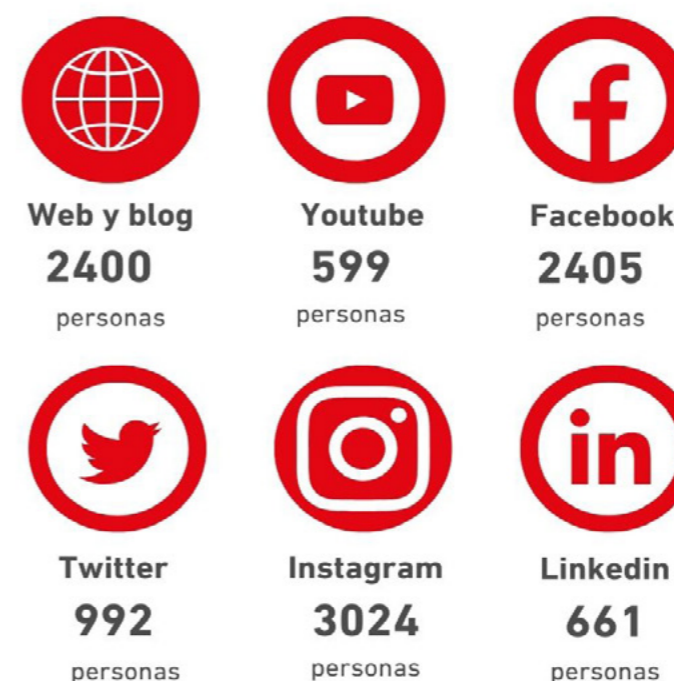 Web y blog
2400
personas
Youtube
599
personas
Facebook
2405
personas
Twitter
992
personas
Instagram
3024
personas
in
Linkedin
661
personas